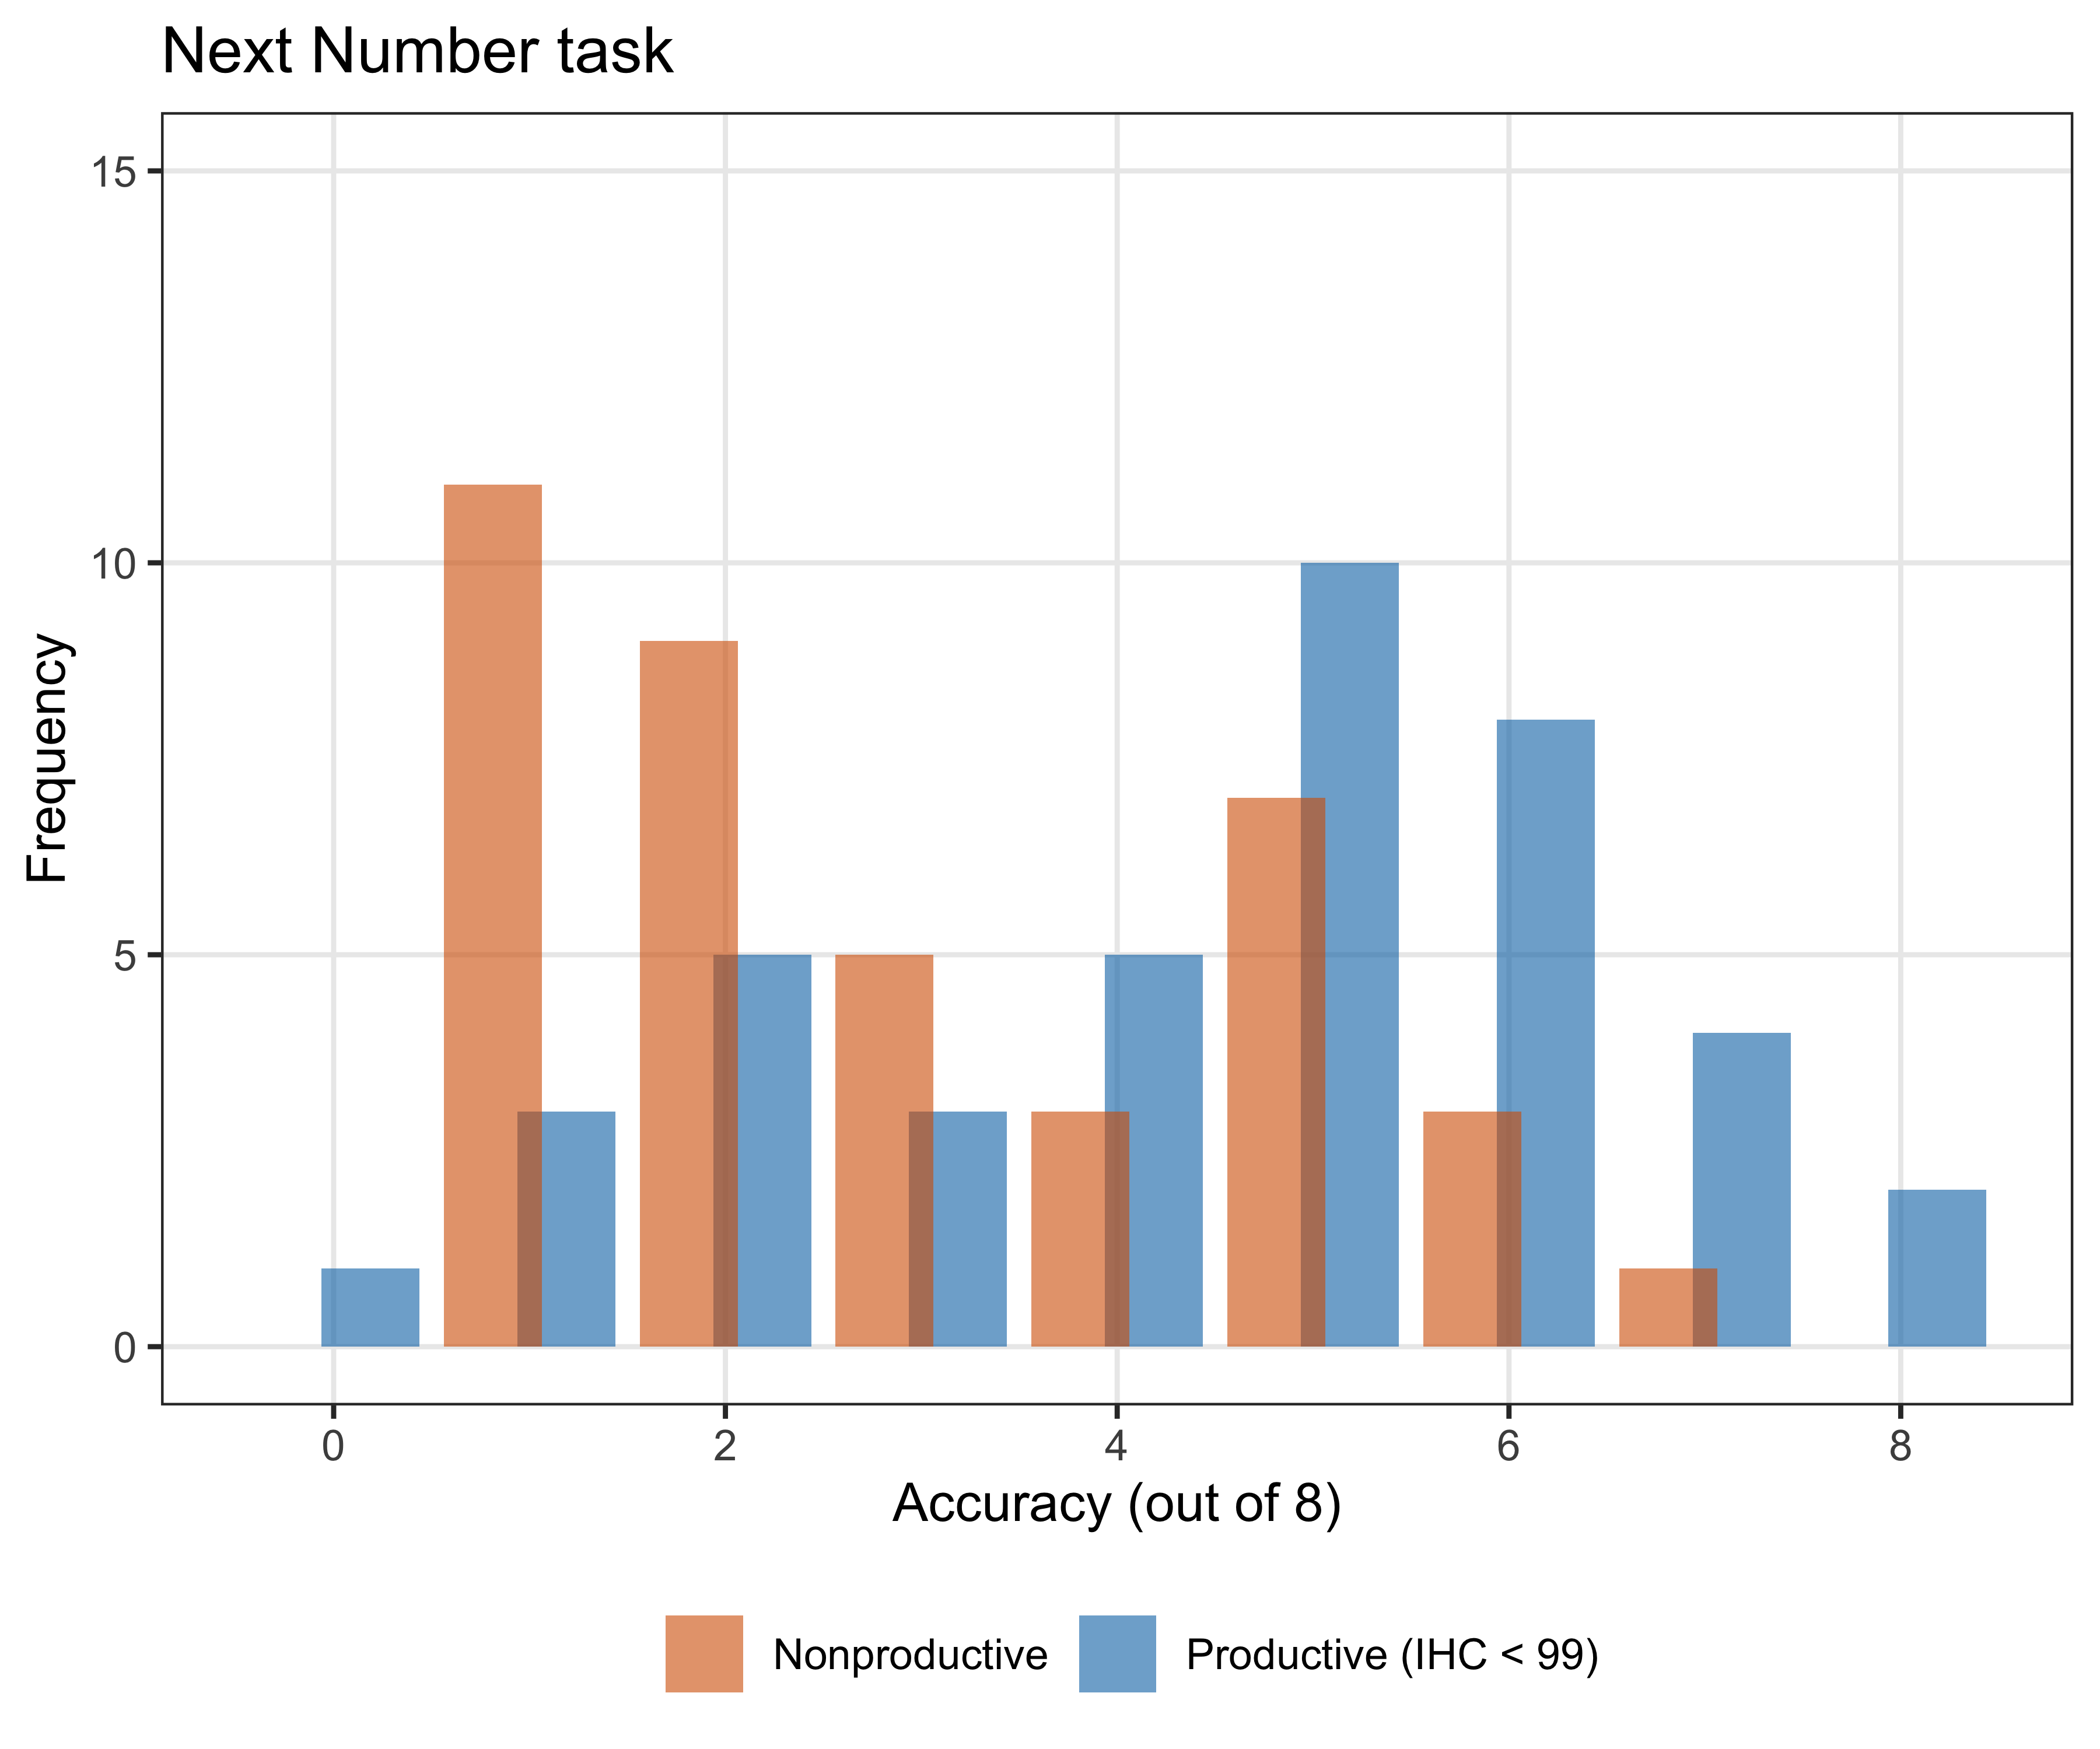 Next Number task
15
10
5
0
Frequency
0 2 4 6 8
Accuracy (out of 8)
Nonproductive Productive (IHC < 99)